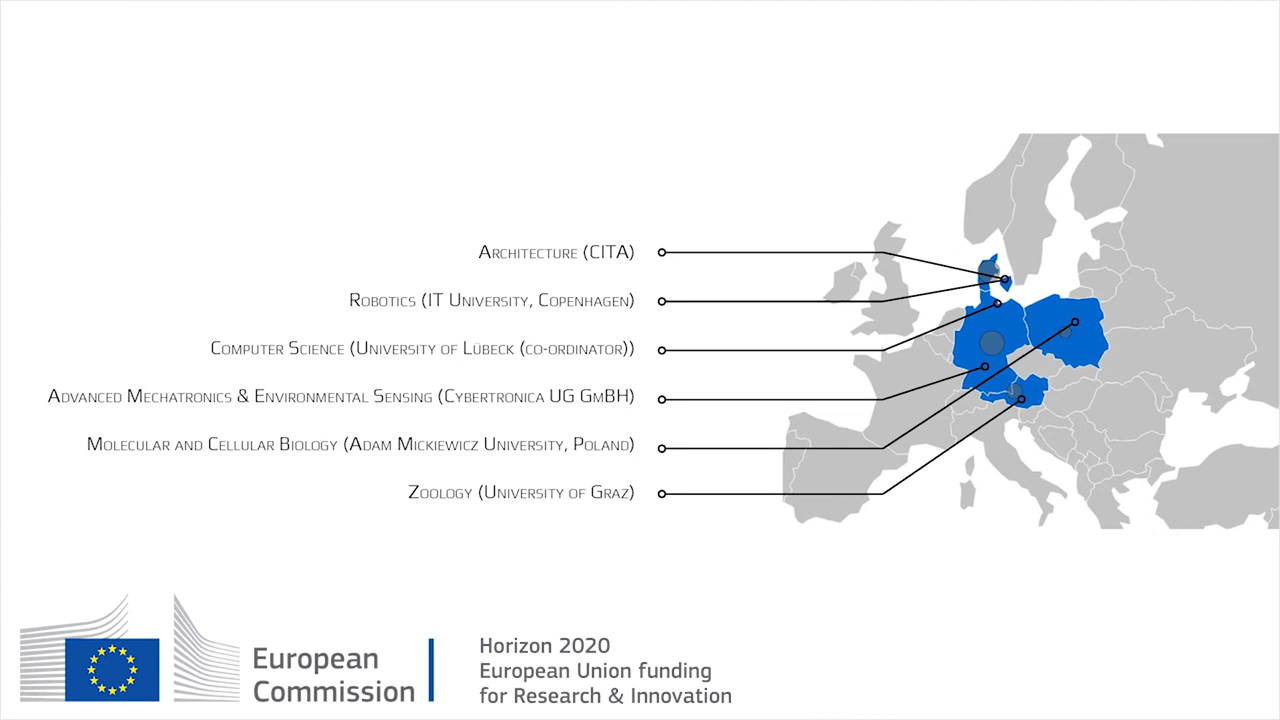 Architecture (CITA)
Robotics (IT University, Copenhagen)
Computer Science (University of Lübeck (co-ordinator))
Advanced Mechatronics & Environmental Sensing (Cybertronica UG GmbH)
Molecular and Cellular Biology (Adam Mickiewicz University, Poland)
Zoology (University of Graz)
European
Commission
Horizon 2020
European Union funding
for Research & Innovation